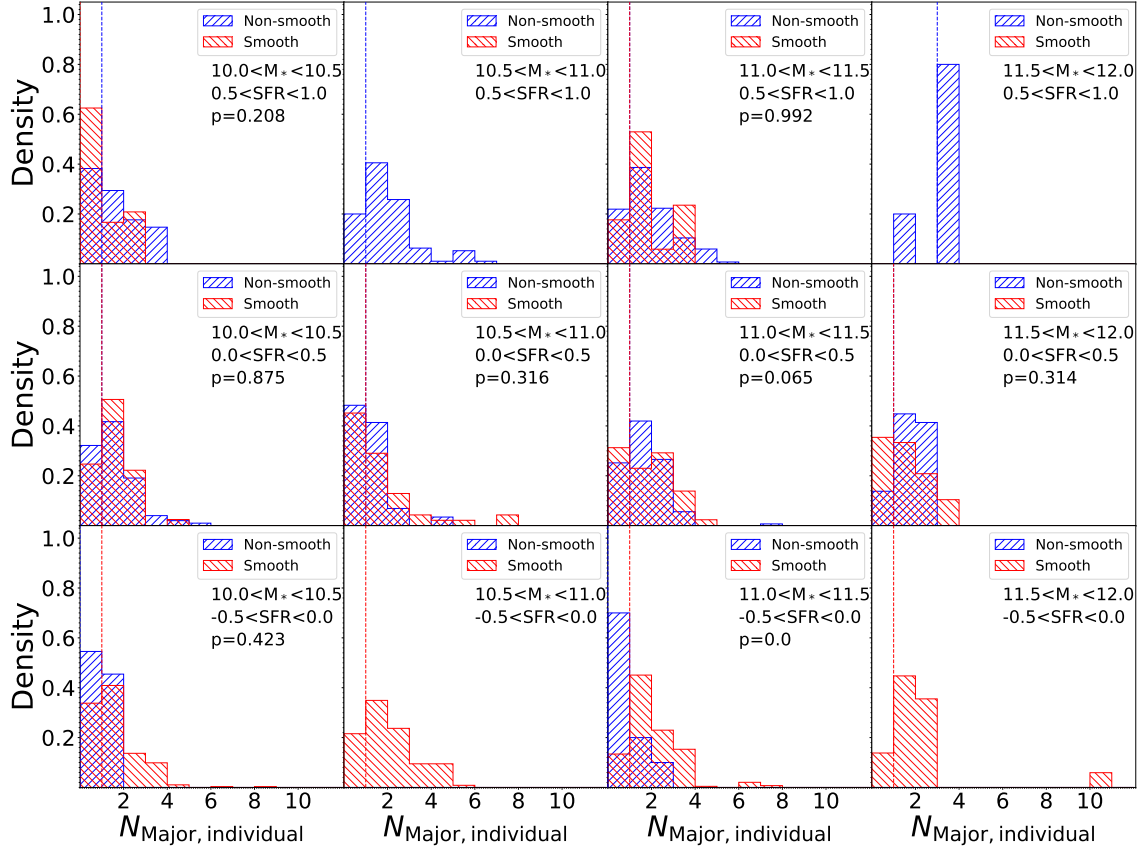 1.0
0.8
0.6
0.4
0.2
Density
Non-smooth
Smooth
10.0<M*<10.5
0.5<SFR<1.0
p=0.208
Non-smooth
Smooth
10.5<M*<11.0
0.5<SFR<1.0
Non-smooth
Smooth
11.0<M*<11.5
0.5<SFR<1.0
p=0.992
Non-smooth
Smooth
11.5<M*<12.0
0.5<SFR<1.0
1.0
0.8
0.6
0.4
0.2
Density
Non-smooth
Smooth
10.0<M*<10.5
0.0<SFR<0.5
p=0.875
Non-smooth
Smooth
10.5<M*<11.0
0.0<SFR<0.5
p=0.316
Non-smooth
Smooth
11.0<M*<11.5
0.0<SFR<0.5
p=0.065
Non-smooth
Smooth
11.5<M*<12.0
0.0<SFR<0.5
p=0.314
1.0
0.8
0.6
0.4
0.2
Density
Non-smooth
Smooth
10.0<M*<10.5
-0.5<SFR<0.0
p=0.423
Non-smooth
Smooth
10.5<M*<11.0
-0.5<SFR<0.0
Non-smooth
Smooth
11.0<M*<11.5
-0.5<SFR<0.0
p=0.0
Non-smooth
Smooth
11.5<M*<12.0
-0.5<SFR<0.0
2 4 6 8 10
2 4 6 8 10
2 4 6 8 10
2 4 6 8 10
N Major, individual
N Major, individual
N Major, individual
N Major, individual